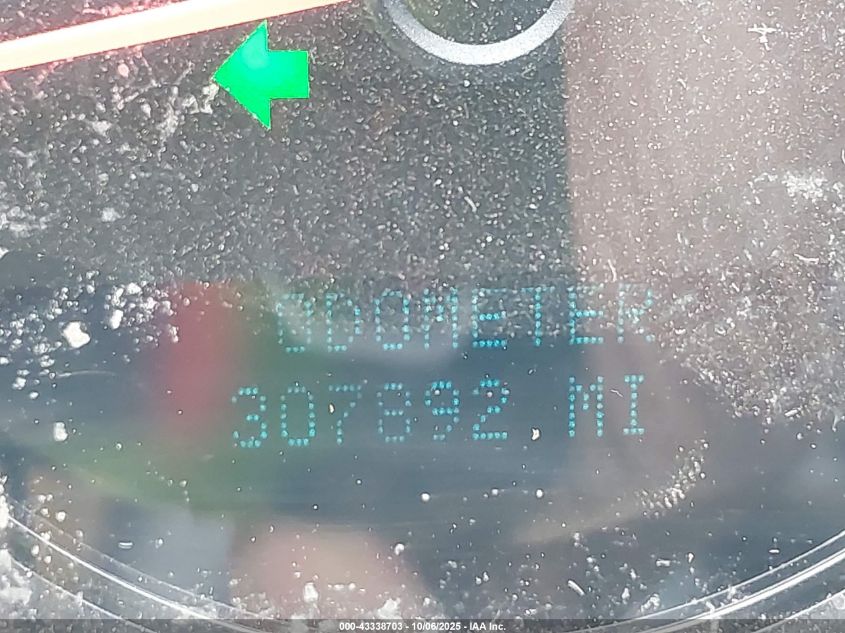 ODOMETER
307892 MI
000-43338703 - 10/06/2025 - IAA Inc.